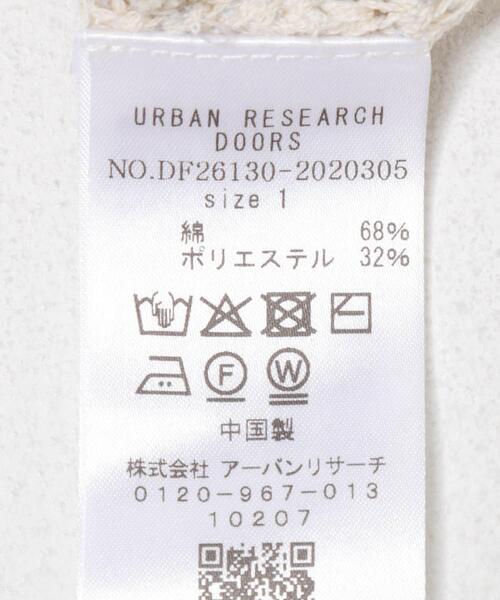 URBAN RESEARCH
DOORS
NO.DF26130-2020305
size 1
綿 68%
ポリエステル 32%
F W
中国製
株式会社 アーバンリサーチ
0120-967-013
10207